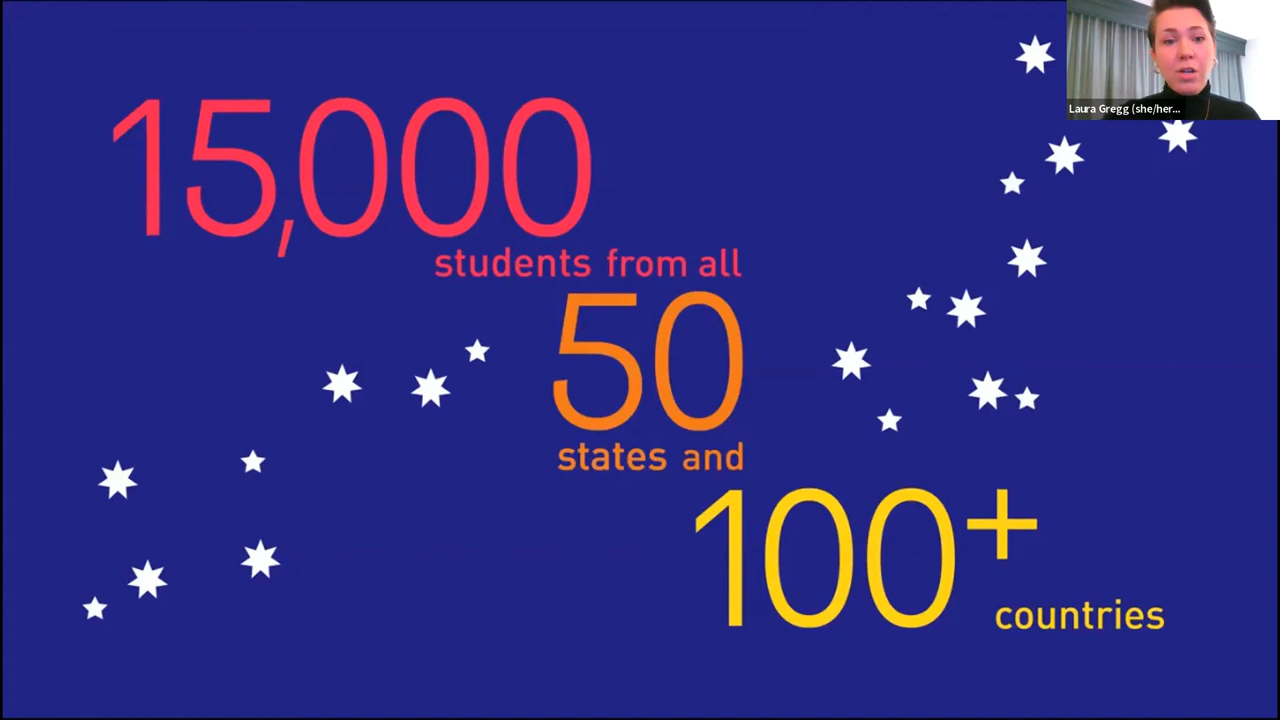 15,000
students from all
50
states and
100+
countries
Laura Gregg (she/her...